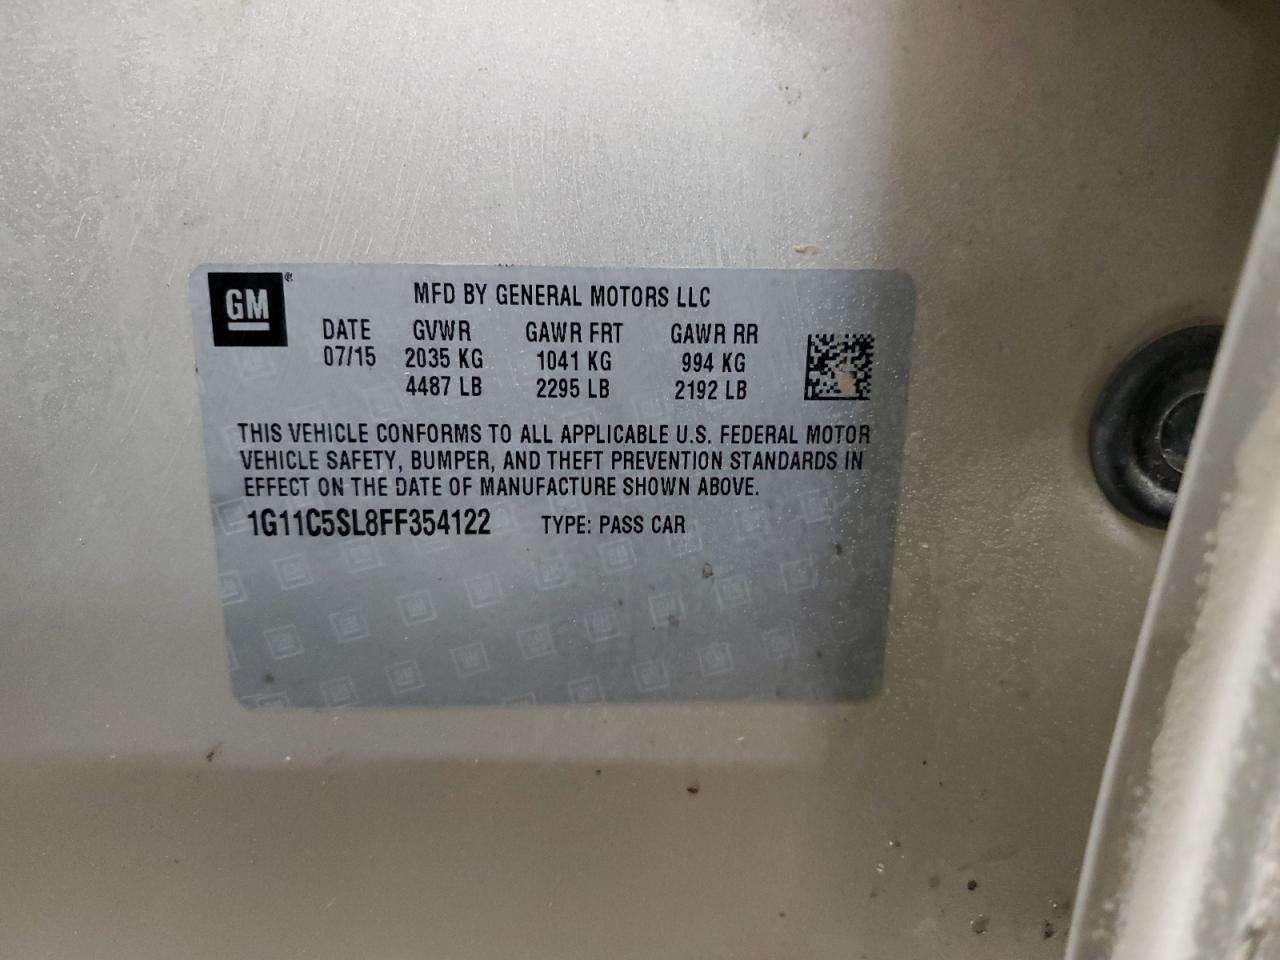 GM®
MFD BY GENERAL MOTORS LLC
DATE GVWR GAWR FRT GAWR RR
07/15 2035 KG 1041 KG 994 KG
4487 LB 2295 LB 2192 LB
THIS VEHICLE CONFORMS TO ALL APPLICABLE U.S. FEDERAL MOTOR
VEHICLE SAFETY, BUMPER, AND THEFT PREVENTION STANDARDS IN
EFFECT ON THE DATE OF MANUFACTURE SHOWN ABOVE.
1G11C5SL8FF354122 TYPE: PASS CAR